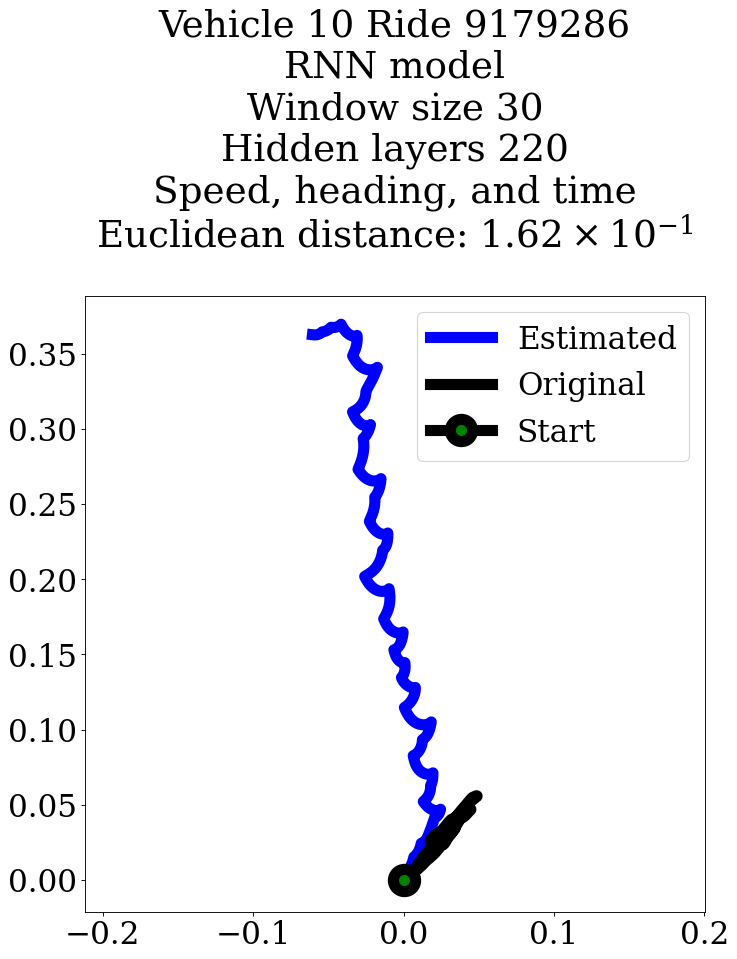 Vehicle 10 Ride 9179286
RNN model
Window size 30
Hidden layers 220
Speed, heading, and time
Euclidean distance: 1.62 × 10⁻¹
Estimated
Original
Start
0.35
0.30
0.25
0.20
0.15
0.10
0.05
0.00
−0.2 −0.1 0.0 0.1 0.2